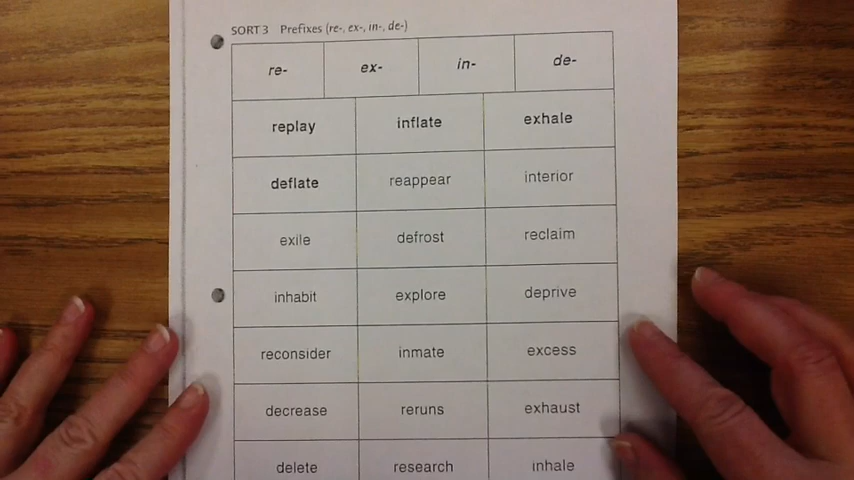 SORT 3 Prefixes (re-, ex-, in-, de-)
re- ex- in- de-
replay inflate exhale
deflate reappear interior
exile defrost reclaim
inhabit explore deprive
reconsider inmate excess
decrease reruns exhaust
delete research inhale